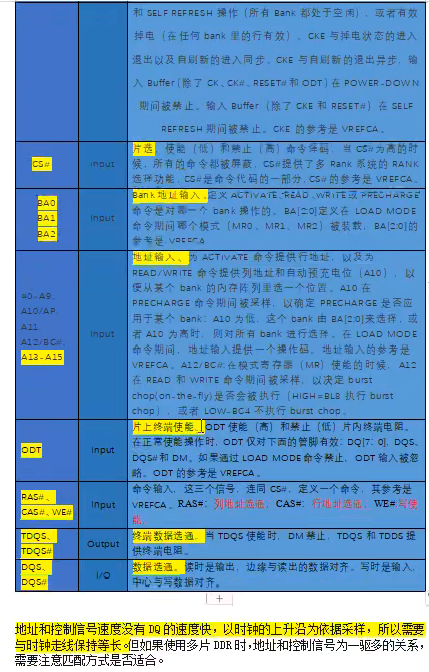 和 SELF REFRESH 操作（所有 Bank 都处于空闲），或者有效
掉电（在任何 bank 里的行有效）。CKE 与掉电状态的进入
退出以及自刷新的进入同步。CKE 与自刷新的退出异步。输
入 Buffer（除了 CK、CK#、RESET# 和 ODT）在 POWER-DOWN
期间被禁止。输入 Buffer（除了 CKE 和 RESET#）在 SELF
REFRESH 期间被禁止。CKE 的参考是 VREFCA。
CS#
Input
片选，使能（低）和禁止（高）命令译码。当 CS#为高的时
候，所有的命令都被屏蔽，CS#提供了多 Rank 系统的 RANK
选择功能，CS#是命令代码的一部分，CS#的参考是 VREFCA。
BA0
BA1
BA2
Input
Bank 地址输入。定义 ACTIVATE、READ、WRITE 或 PRECHARGE
命令是对哪一个 bank 操作的。BA[2:0]定义在 LOAD MODE
命令期间哪个模式（MR0、MR1、MR2）被装载，BA[2:0]的
参考是 VREFCA
A0-A9、
A10/AP、
A11、
A12/BC#、
A13-A15
Input
地址输入、为 ACTIVATE 命令提供行地址，以及为
READ/WRITE 命令提供列地址和自动预充电位（A10），以
便从某个 bank 的内存阵列里选一个位置。A10 在
PRECHARGE 命令期间被采样，以确定 PRECHARGE 是否应
用于某个 bank：A10 为低，这个 bank 由 BA[2:0]来选择，或
者 A10 为高时，则对所有 bank 进行选择。在 LOAD MODE
命令期间，地址输入提供一个操作码。地址输入的参考是
VREFCA。A12/BC#：在模式寄存器（MR）使能的时候，A12
在 READ 和 WRITE 命令期间被采样，以决定 burst
chop(on-the-fly)是否会被执行（HIGH=BL8 执行 burst
chop），或者 LOW-BC4 不执行 burst chop。
ODT
Input
片上终端使能。ODT 使能（高）和禁止（低）片内终端电阻。
在正常使能操作时，ODT 仅对下面的管脚有效：DQ[7：0]、DQS、
DQS#和 DM。如果通过 LOAD MODE 命令禁止，ODT 输入被忽
略。ODT 的参考是 VREFCA。
RAS#、
CAS#、WE#
Input
命令输入，这三个信号，连同 CS#，定义一个命令，其参考是
VREFCA。RAS#：列地址选通，CAS#：行地址选通，WE#:写使
能。
TDQS、
TDQS#
Output
终端数据选通。当 TDQS 使能时，DM 禁止，TDQS 和 TDDS 提
供终端电阻。
DQS、
DQS#
I/O
数据选通。读时是输出，边缘与读出的数据对齐。写时是输入，
中心与写数据对齐。
地址和控制信号速度没有 DQ 的速度快，以时钟的上升沿为依据采样，所以需要
与时钟走线保持等长。但如果使用多片 DDR 时，地址和控制信号为一驱多的关系，
需要注意匹配方式是否适合。